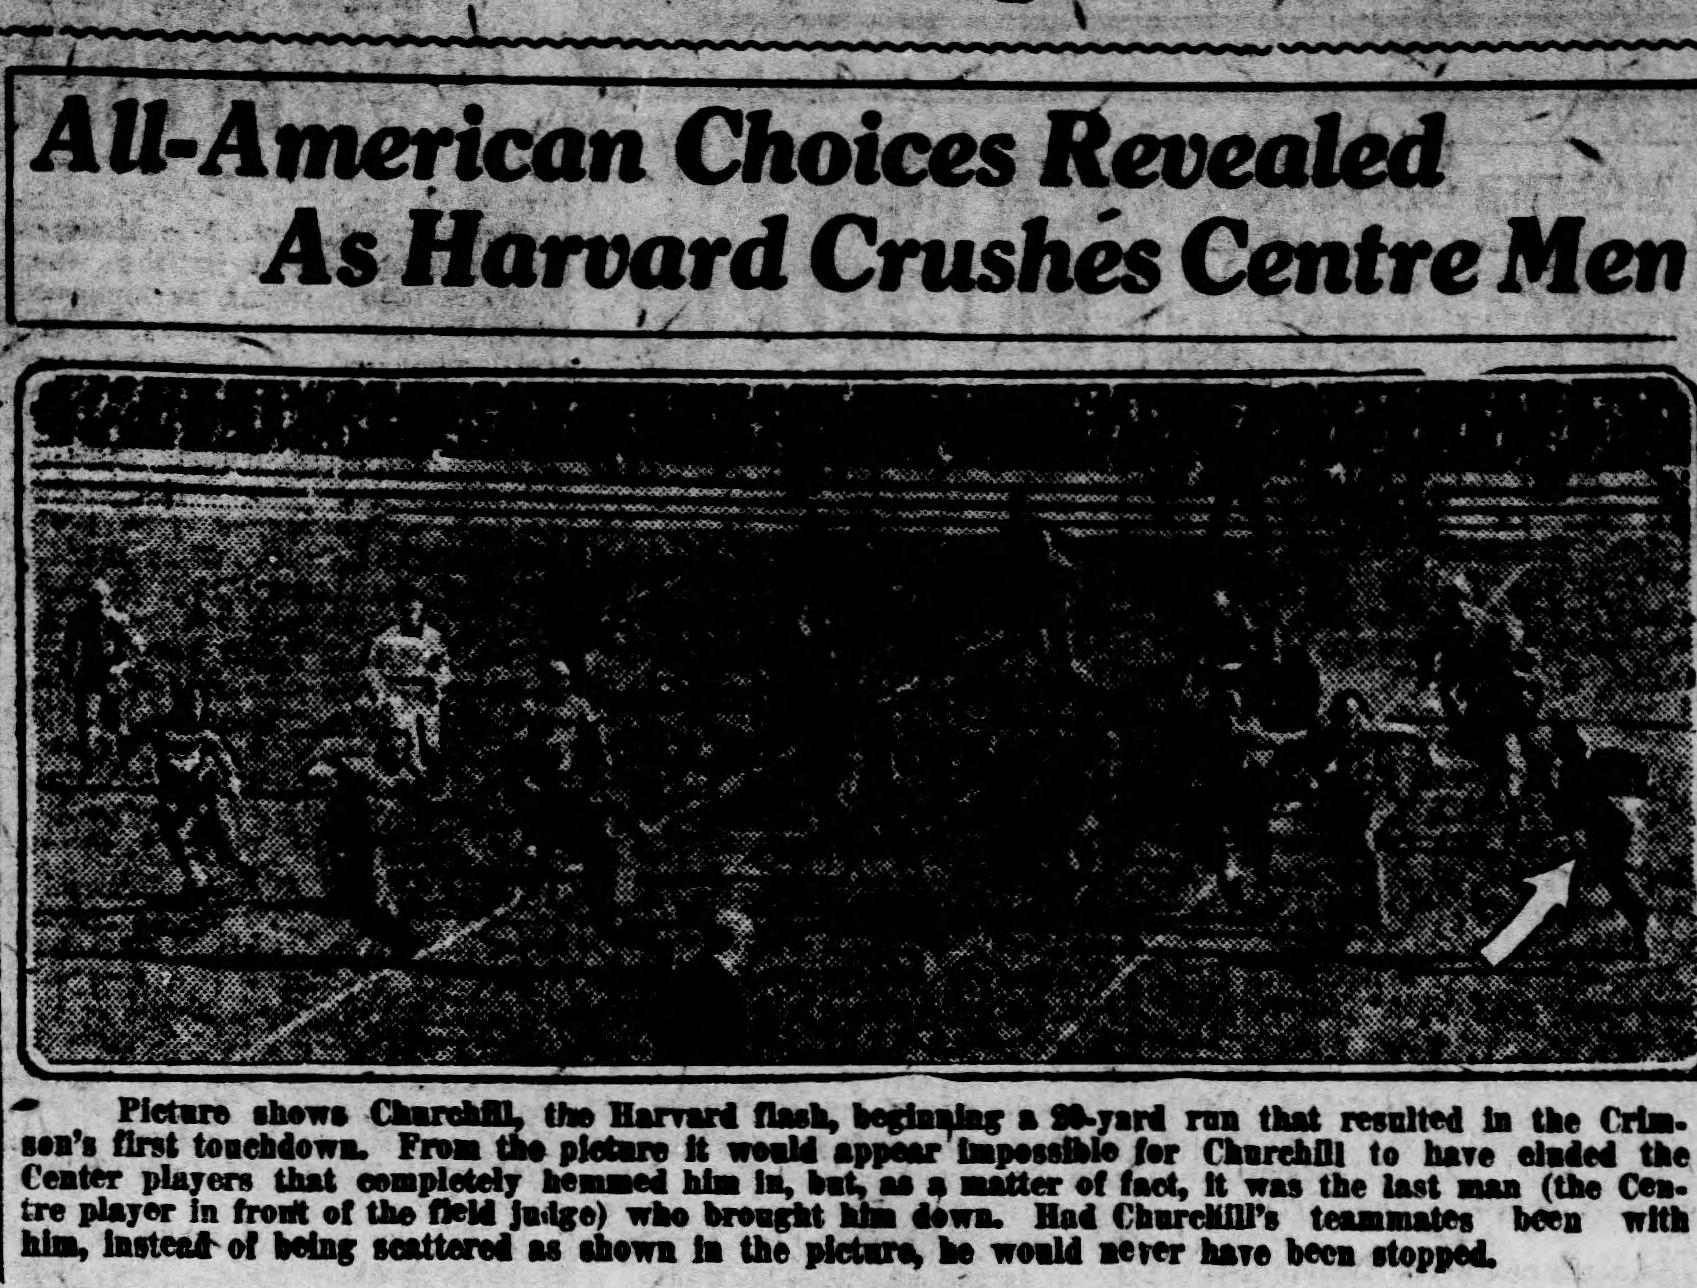 All-American Choices Revealed
As Harvard Crushes Centre Men
Picture shows Churchill, the Harvard flash, beginning a 20-yard run that resulted in the Crim-
son's first touchdown. From the picture it would appear impossible for Churchill to have eluded the
Center players that completely hemmed him in, but, as a matter of fact, it was the last man (the Cen-
tre player in front of the field judge) who brought him down. Had Churchill's teammates been with
him, instead of being scattered as shown in the picture, he would never have been stopped.